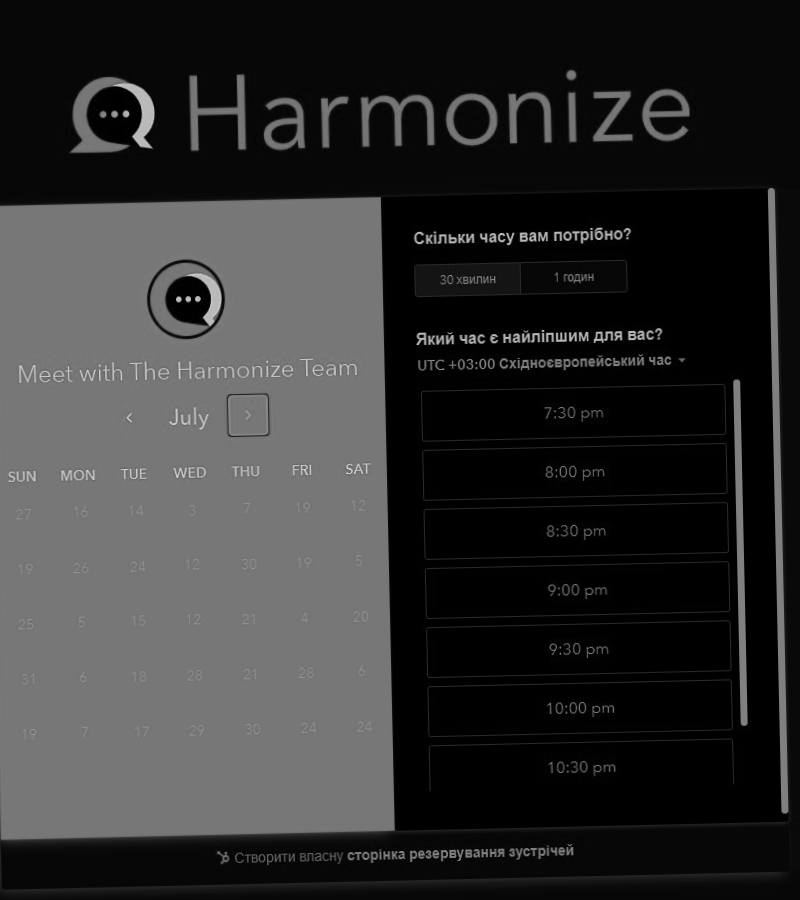 Harmonize
Meet with The Harmonize Team
July
SUN MON TUE WED THU FRI SAT
27 16 14 3 7 19 12
19 26 24 12 30 19 5
25 5 15 12 21 4 20
31 6 18 28 21 28 6
19 7 17 29 30 24 24
Скільки часу вам потрібно?
30 хвилин 1 годин
Який час є найліпшим для вас?
UTC +03:00 Східноєвропейський час
7:30 pm
8:00 pm
8:30 pm
9:00 pm
9:30 pm
10:00 pm
10:30 pm
Створити власну сторінка резервування зустрічей